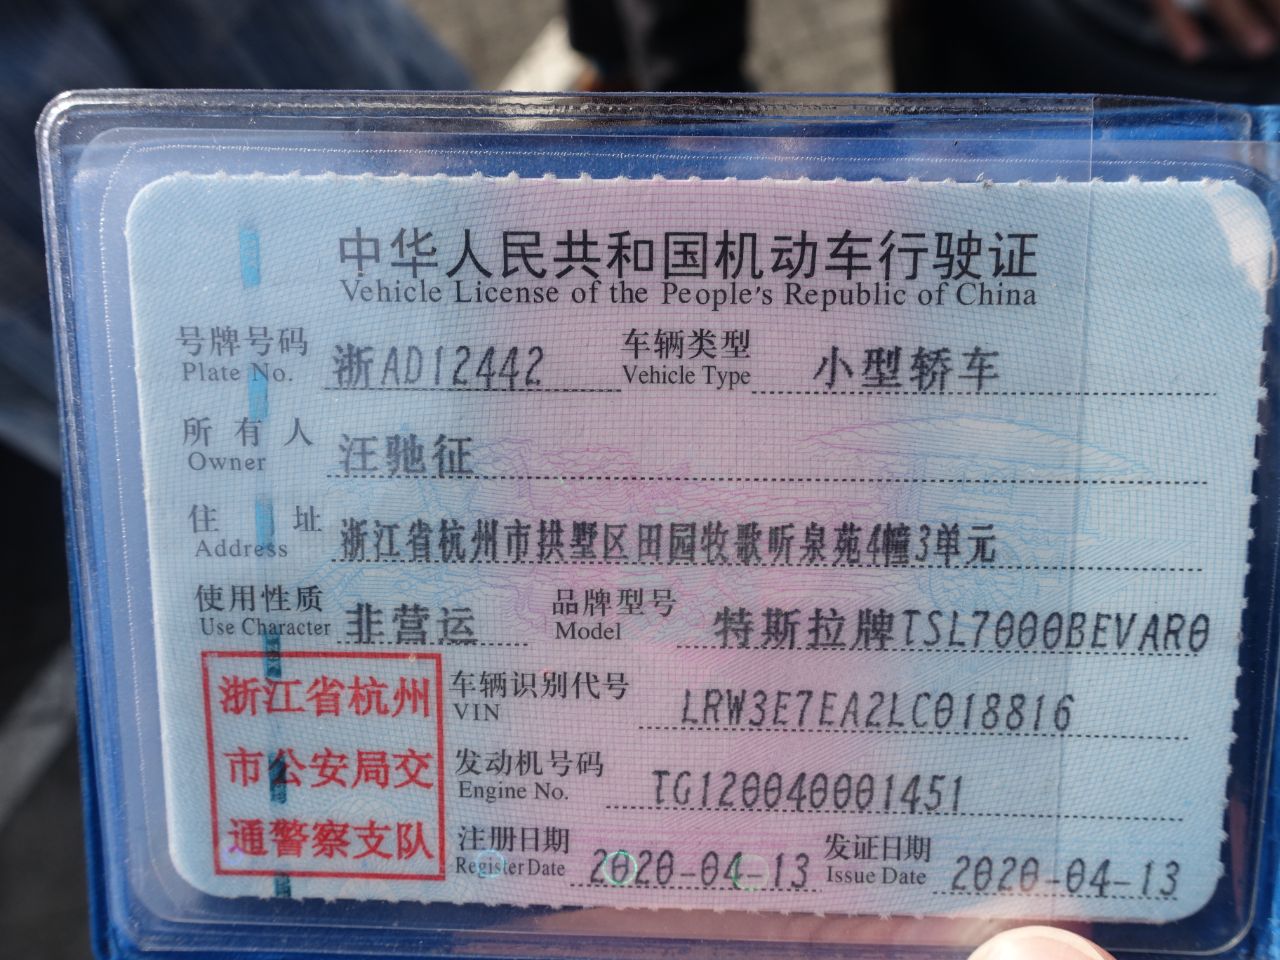 中华人民共和国机动车行驶证
Vehicle License of the People's Republic of China
号牌号码 浙AD12442 车辆类型 小型轿车
Plate No. Vehicle Type
所有人 汪驰征
Owner
住址 浙江省杭州市拱墅区田园牧歌听泉苑4幢3单元
Address
使用性质 非营运 品牌型号 特斯拉牌TSL7000BEVAR0
Use Character Model
浙江省杭州
市公安局交
通警察支队
车辆识别代号 LRW3E7EA2LC018816
VIN
发动机号码 TG120040001451
Engine No.
注册日期 2020-04-13 发证日期 2020-04-13
Register Date Issue Date